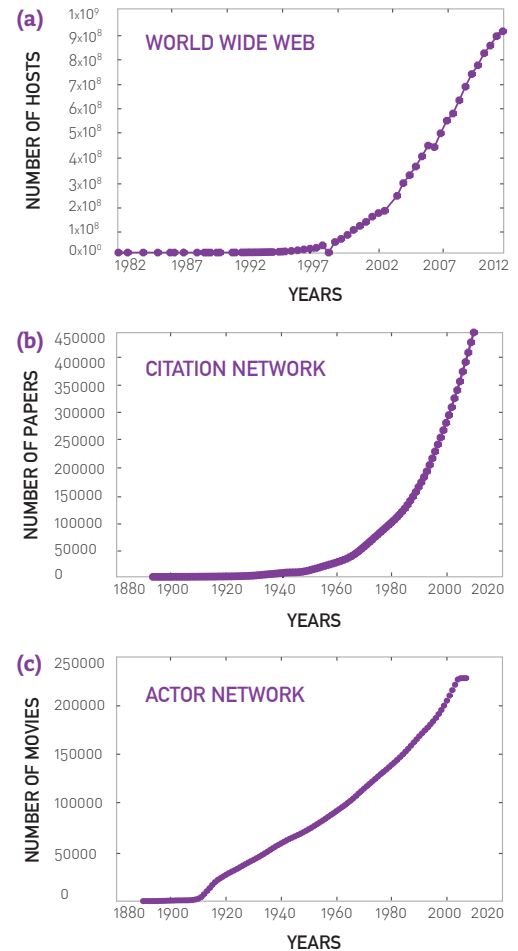 (a)
WORLD WIDE WEB
NUMBER OF HOSTS
1x10⁹
9x10⁸
8x10⁸
7x10⁸
6x10⁸
5x10⁸
4x10⁸
3x10⁸
2x10⁸
1x10⁸
0x10⁰
1982 1987 1992 1997 2002 2007 2012
YEARS
(b)
CITATION NETWORK
NUMBER OF PAPERS
450000
400000
350000
300000
250000
200000
150000
100000
50000
0
1880 1900 1920 1940 1960 1980 2000 2020
YEARS
(c)
ACTOR NETWORK
NUMBER OF MOVIES
250000
200000
150000
100000
50000
0
1880 1900 1920 1940 1960 1980 2000 2020
YEARS